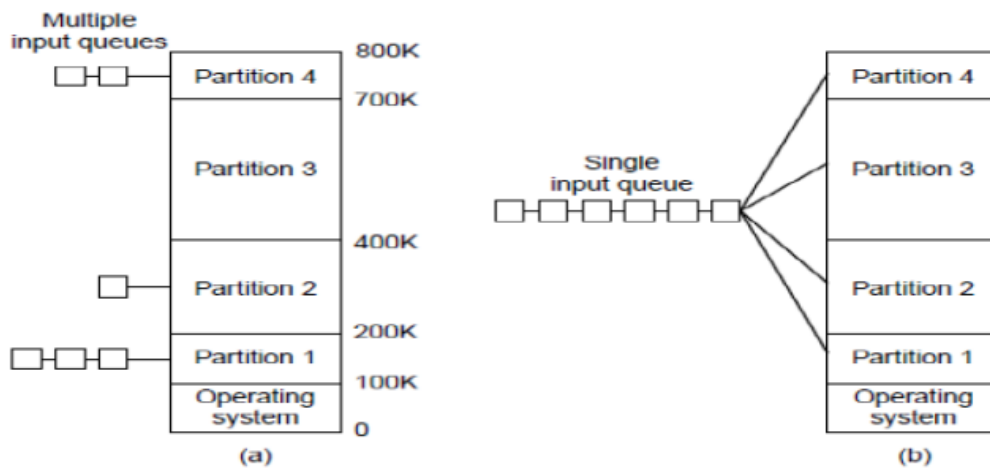 Multiple
input queues
800K
Partition 4
700K
Partition 3
400K
Partition 2
200K
Partition 1
100K
Operating
system
0
(a)
Single
input queue
Partition 4
Partition 3
Partition 2
Partition 1
Operating
system
(b)